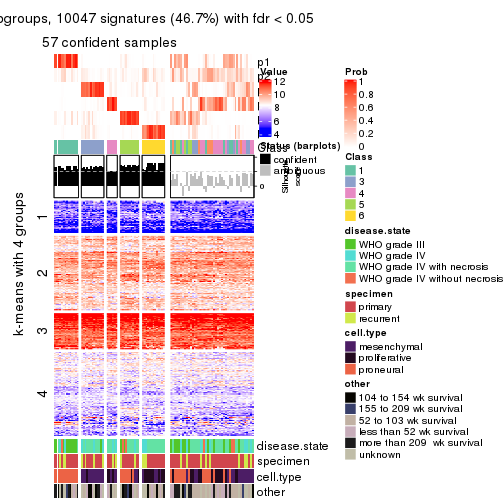 ogroups, 10047 signatures (46.7%) with fdr < 0.05
57 confident samples
p1
Value
12
10
8
6
4
Prob
1
0.8
0.6
0.4
0.2
0
Status (barplots)
confident
ambiguous
Class
1
3
4
5
6
0
k-means with 4 groups
1
2
3
4
disease.state
WHO grade III
WHO grade IV
WHO grade IV with necrosis
WHO grade IV without necrosis
specimen
primary
recurrent
cell.type
mesenchymal
proliferative
proneural
other
104 to 154 wk survival
155 to 209 wk survival
52 to 103 wk survival
less than 52 wk survival
more than 209  wk survival
unknown
disease.state
specimen
cell.type
other